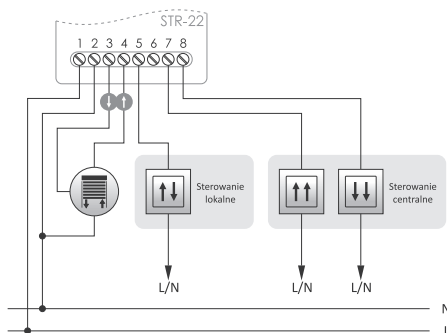 STR-22
1 2 3 4 5 6 7 8
Sterowanie
lokalne
Sterowanie
centralne
L/N
L/N
L/N
N